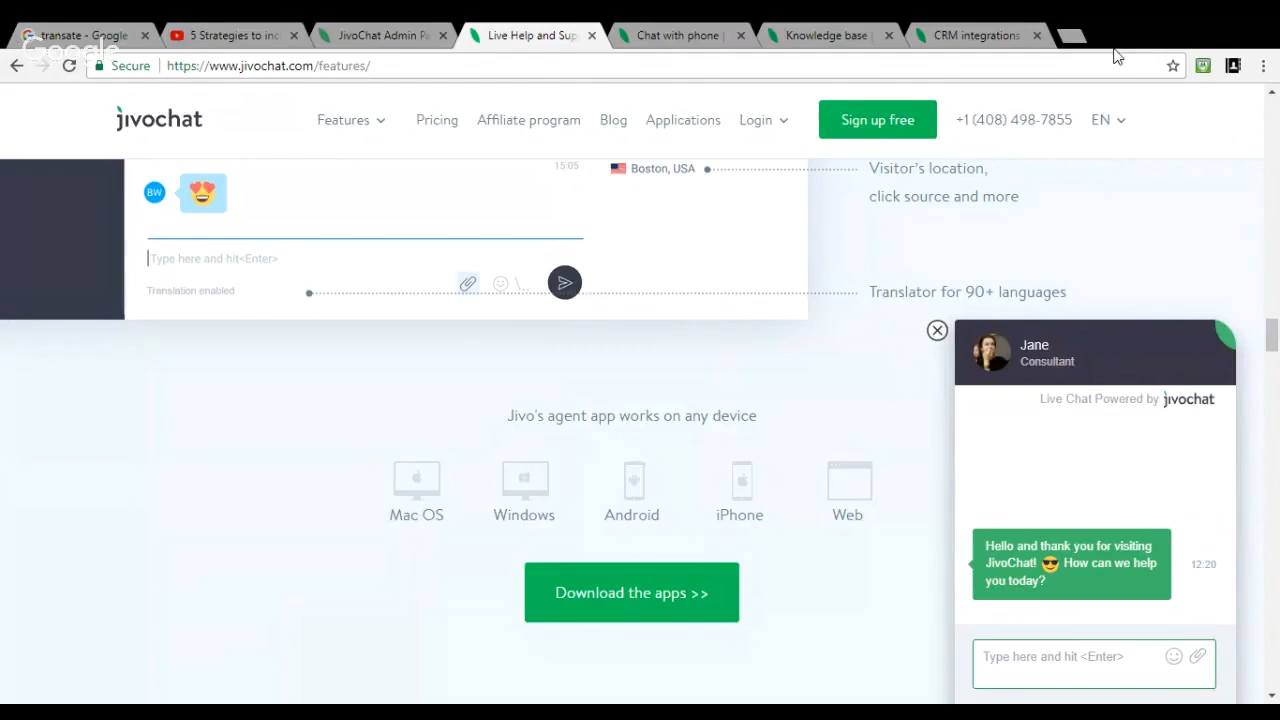 transate - Google
5 Strategies to inc
JivoChat Admin Pa
Live Help and Sup
Chat with phone |
Knowledge base |
CRM integrations
Google
Secure
https://www.jivochat.com/features/
jivochat
Features
Pricing
Affiliate program
Blog
Applications
Login
Sign up free
+1 (408) 498-7855
EN
15:05
Boston, USA
Visitor's location,
click source and more
BW
Type here and hit<Enter>
Translation enabled
Translator for 90+ languages
Jane
Consultant
Live Chat Powered by jivochat
Jivo's agent app works on any device
Mac OS
Windows
Android
iPhone
Web
Download the apps >>
Hello and thank you for visiting
JivoChat! 😎 How can we help
you today?
12:20
Type here and hit <Enter>